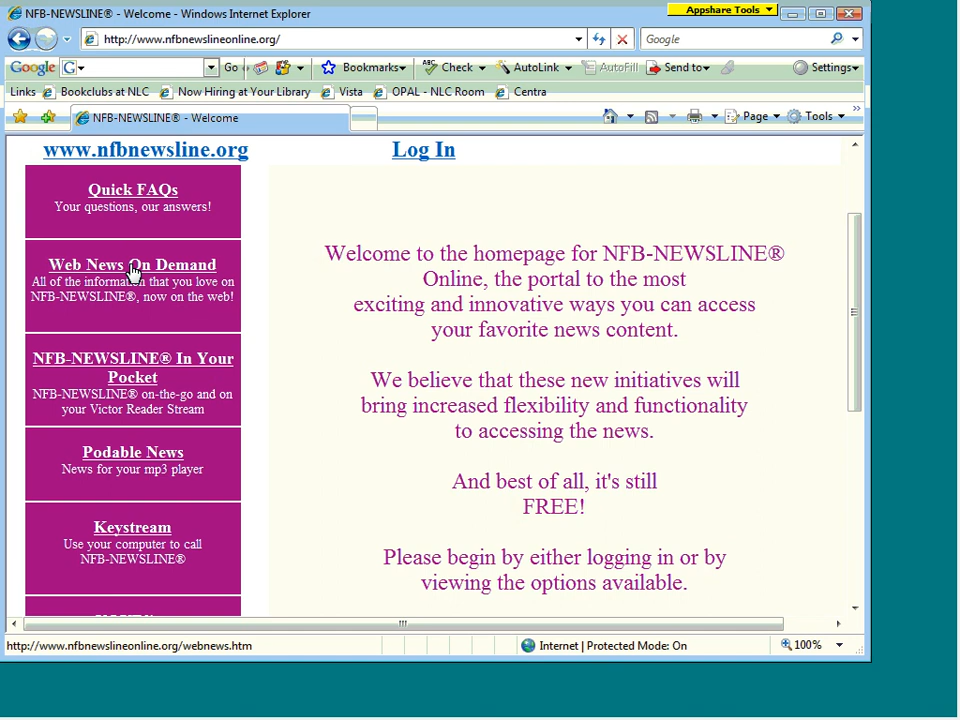 NFB-NEWSLINE® - Welcome - Windows Internet Explorer
Appshare Tools
http://www.nfbnewslineonline.org/
Google
Google G Go Bookmarks Check AutoLink AutoFill Send to Settings
Links Bookclubs at NLC Now Hiring at Your Library Vista OPAL - NLC Room Centra
NFB-NEWSLINE® - Welcome Page Tools
www.nfbnewsline.org Log In
Quick FAQs
Your questions, our answers!
Web News On Demand
All of the information that you love on
NFB-NEWSLINE®, now on the web!
NFB-NEWSLINE® In Your
Pocket
NFB-NEWSLINE® on-the-go and on
your Victor Reader Stream
Podable News
News for your mp3 player
Keystream
Use your computer to call
NFB-NEWSLINE®
Welcome to the homepage for NFB-NEWSLINE®
Online, the portal to the most
exciting and innovative ways you can access
your favorite news content.
We believe that these new initiatives will
bring increased flexibility and functionality
to accessing the news.
And best of all, it's still
FREE!
Please begin by either logging in or by
viewing the options available.
http://www.nfbnewslineonline.org/webnews.htm
Internet | Protected Mode: On
100%